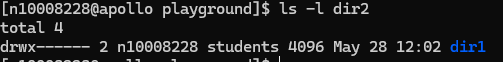 [n10008228@apollo playground]$ ls -l dir2
total 4
drwx------ 2 n10008228 students 4096 May 28 12:02 dir1